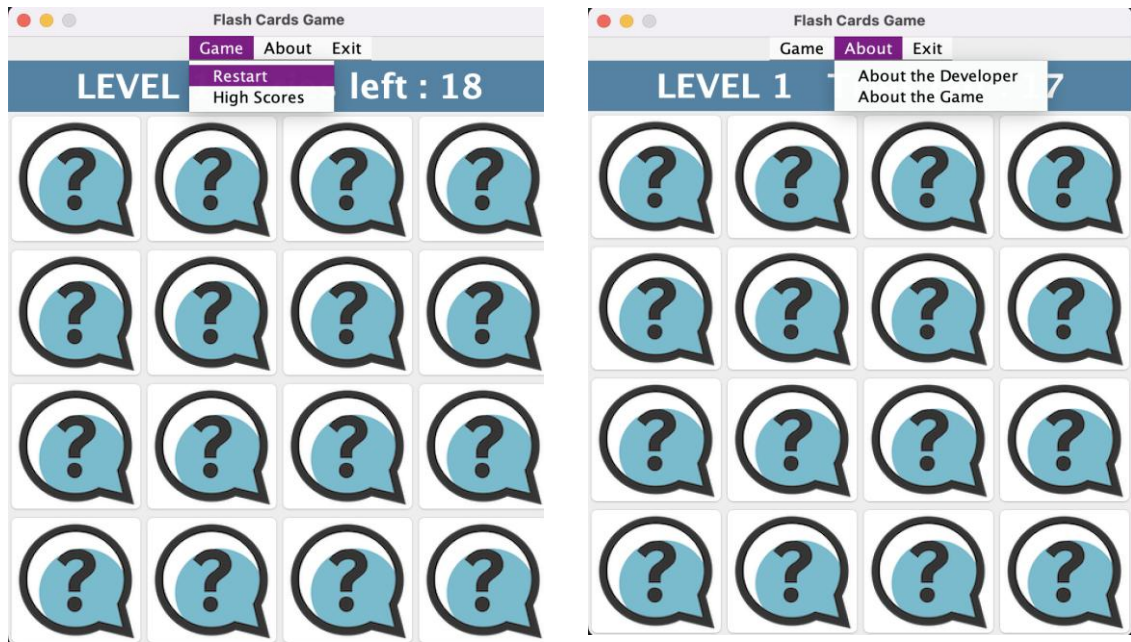 Flash Cards Game
Game About Exit
Restart
High Scores
LEVEL left : 18
? ? ? ?
? ? ? ?
? ? ? ?
? ? ? ?
Flash Cards Game
Game About Exit
About the Developer
About the Game
LEVEL 1 T 7
? ? ? ?
? ? ? ?
? ? ? ?
? ? ? ?